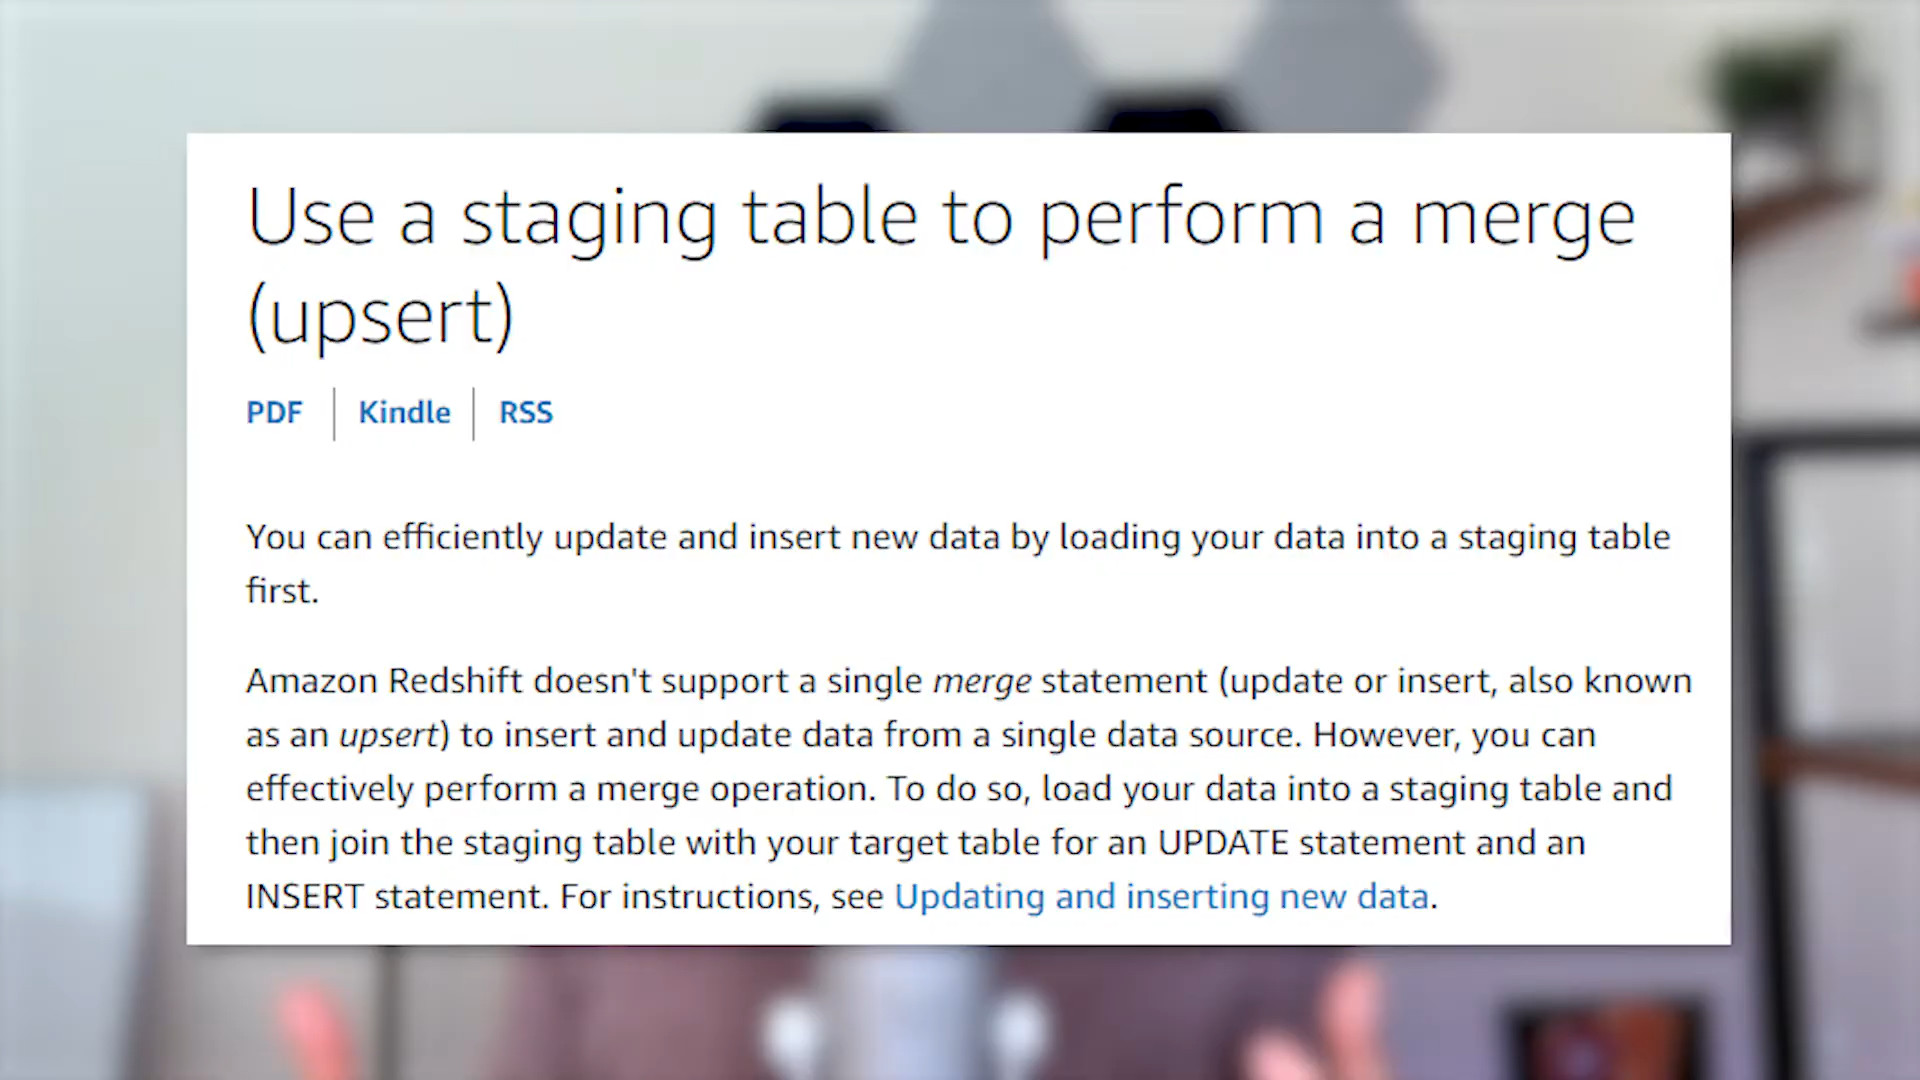 Use a staging table to perform a merge
(upsert)
PDF
Kindle
RSS
You can efficiently update and insert new data by loading your data into a staging table
first.
Amazon Redshift doesn't support a single merge statement (update or insert, also known
as an upsert) to insert and update data from a single data source. However, you can
effectively perform a merge operation. To do so, load your data into a staging table and
then join the staging table with your target table for an UPDATE statement and an
INSERT statement. For instructions, see Updating and inserting new data.